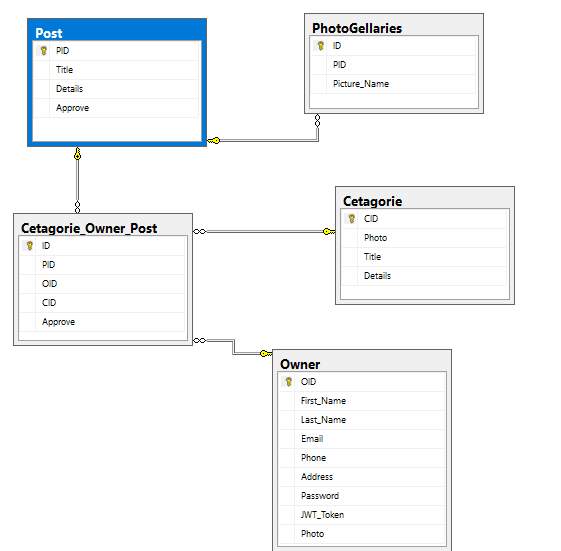 Post
PID
Title
Details
Approve
PhotoGellaries
ID
PID
Picture_Name
Cetagorie
CID
Photo
Title
Details
Cetagorie_Owner_Post
ID
PID
OID
CID
Approve
Owner
OID
First_Name
Last_Name
Email
Phone
Address
Password
JWT_Token
Photo